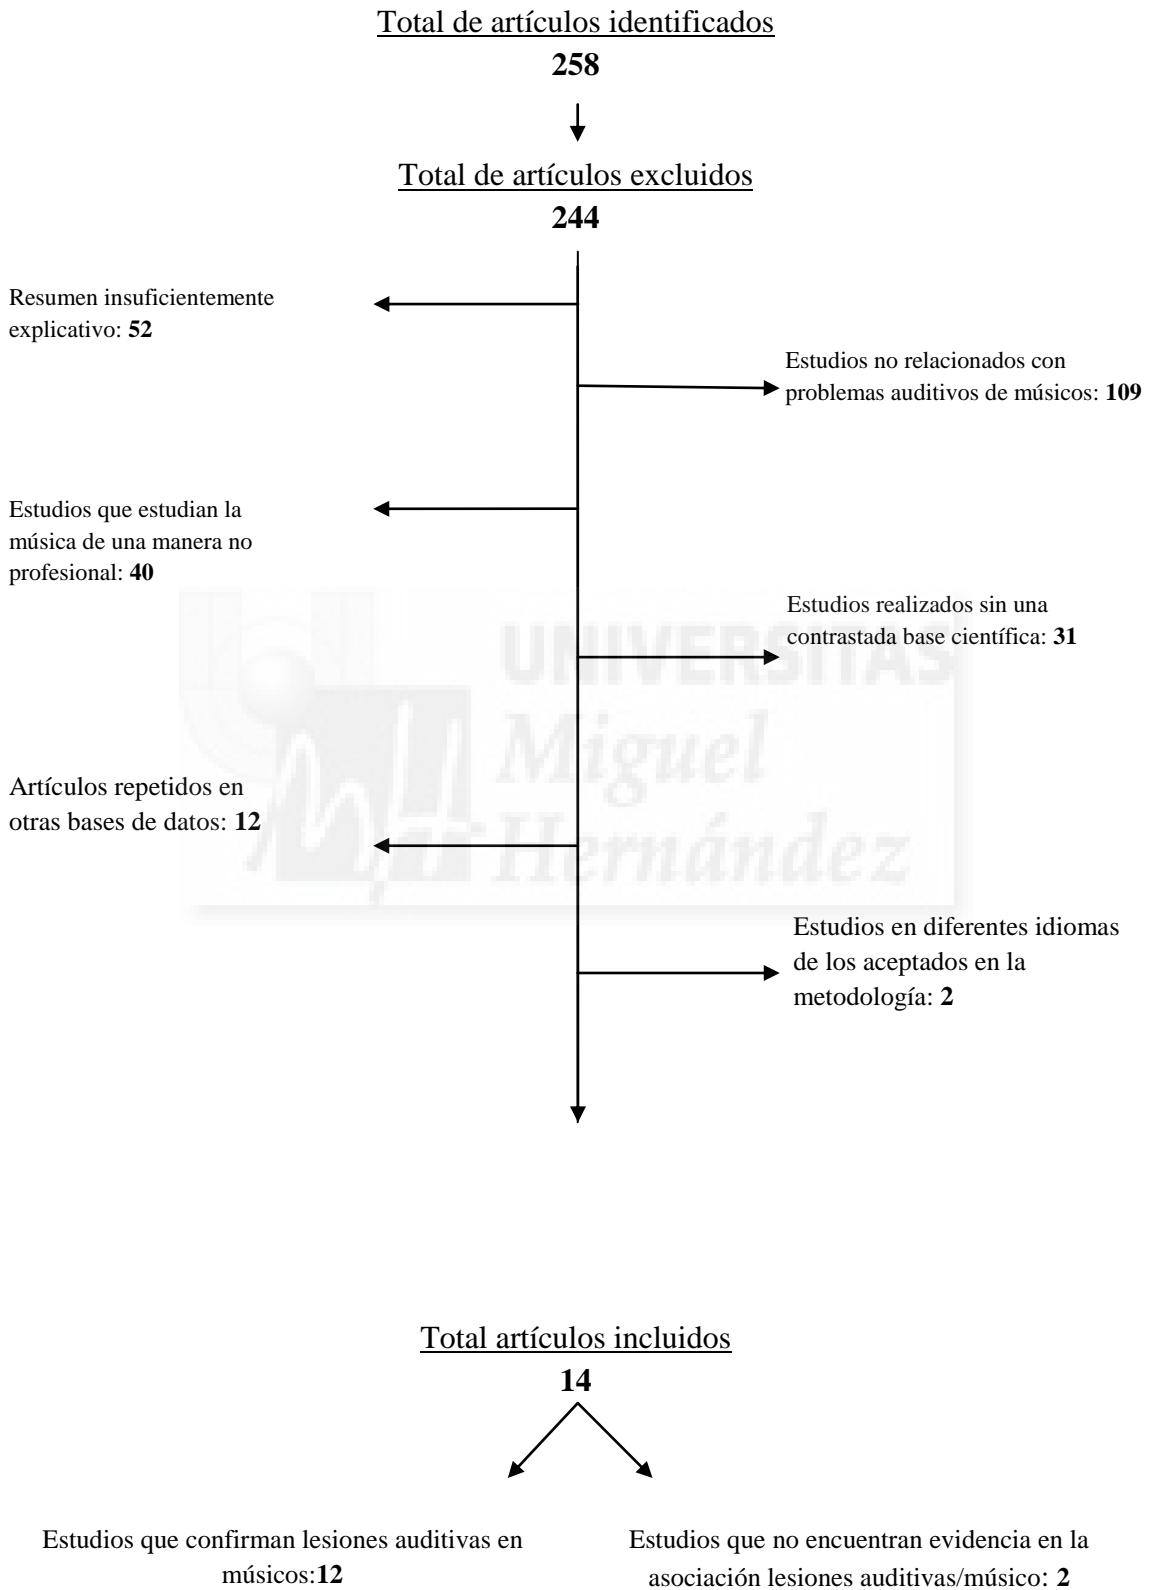 Total de artículos identificados
258
Total de artículos excluidos
244
Resumen insuficientemente
explicativo: 52
Estudios no relacionados con
problemas auditivos de músicos: 109
Estudios que estudian la
música de una manera no
profesional: 40
Estudios realizados sin una
contrastada base científica: 31
UNIVERSITAS
Miguel
Hernández
Artículos repetidos en
otras bases de datos: 12
Estudios en diferentes idiomas
de los aceptados en la
metodología: 2
Total artículos incluidos
14
Estudios que confirman lesiones auditivas en
músicos:12
Estudios que no encuentran evidencia en la
asociación lesiones auditivas/músico: 2